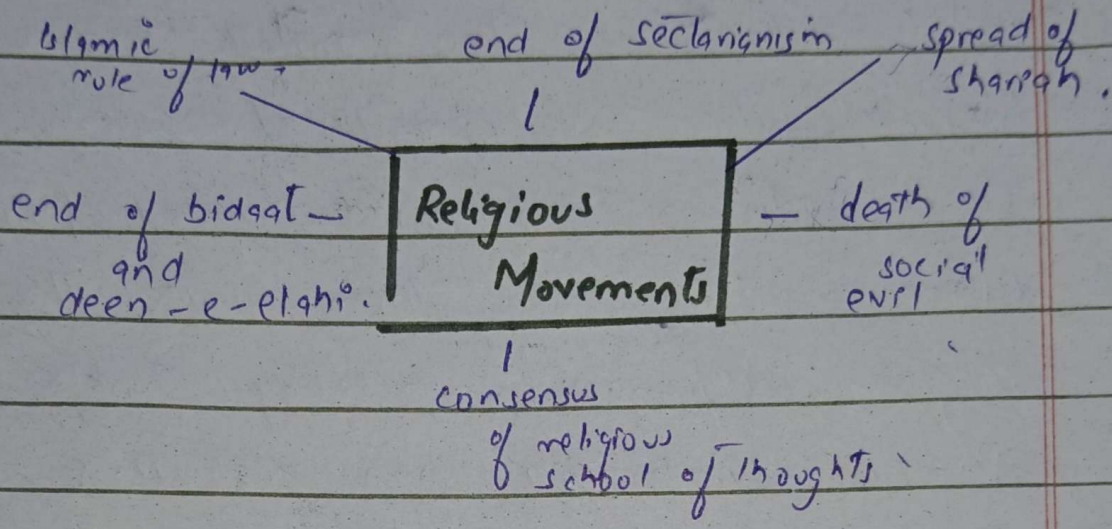 Islamic
rule of law
end of sectarianism
spread of
shariah.
end of bidaat
and
deen-e-elahi.
Religious
Movements
death of
social
evil
consensus
of religious
school of thoughts